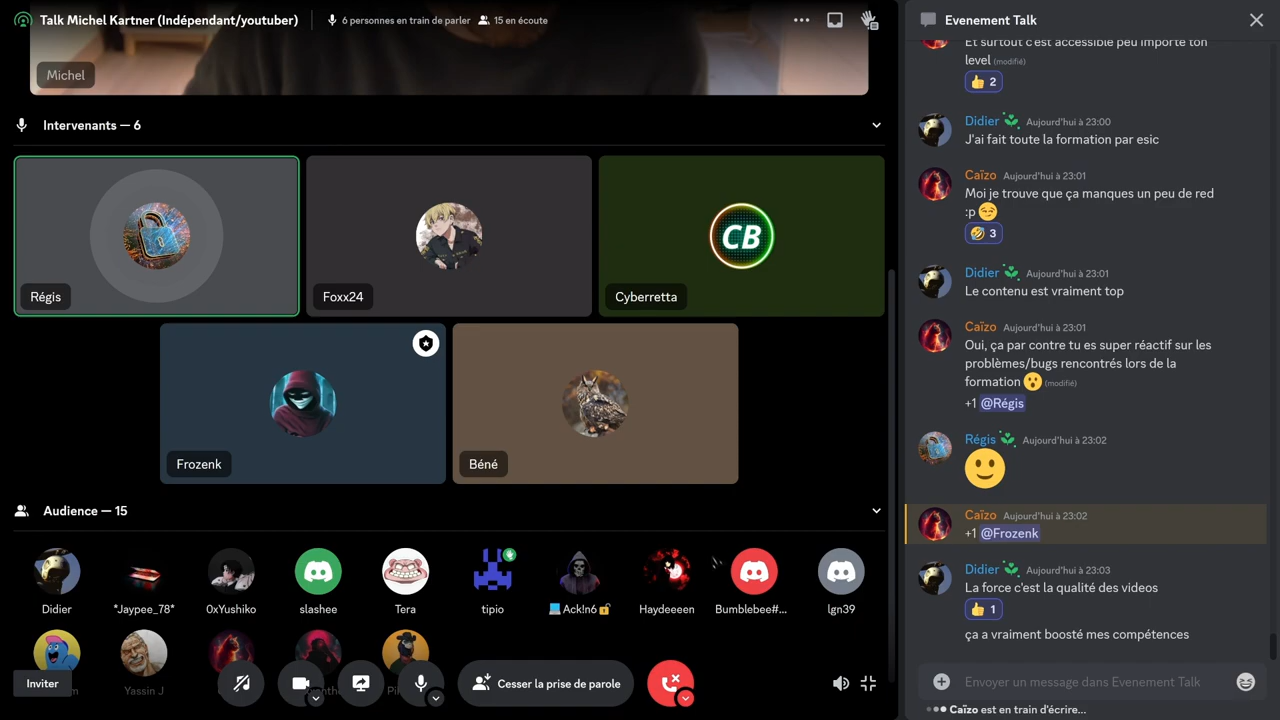 Talk Michel Kartner (Indépendant/youtuber)
6 personnes en train de parler
15 en écoute
Michel
Intervenants — 6
Régis
Foxx24
CB
Cyberretta
Frozenk
Béné
Audience — 15
Didier
*Jaypee_78*
0xYushiko
slashee
Tera
tipio
Ack!n6
Haydeeeen
Bumblebee#...
lgn39
Yassin J
Inviter
Cesser la prise de parole
Evenement Talk
Et surtout c'est accessible peu importe ton
level (modifié)
2
Didier Aujourd'hui à 23:00
J'ai fait toute la formation par esic
Caïzo Aujourd'hui à 23:01
Moi je trouve que ça manques un peu de red
:p
3
Didier Aujourd'hui à 23:01
Le contenu est vraiment top
Caïzo Aujourd'hui à 23:01
Oui, ça par contre tu es super réactif sur les
problèmes/bugs rencontrés lors de la
formation (modifié)
+1 @Régis
Régis Aujourd'hui à 23:02
Caïzo Aujourd'hui à 23:02
+1 @Frozenk
Didier Aujourd'hui à 23:03
La force c'est la qualité des videos
1
ça a vraiment boosté mes compétences
Envoyer un message dans Evenement Talk
Caïzo est en train d'écrire...